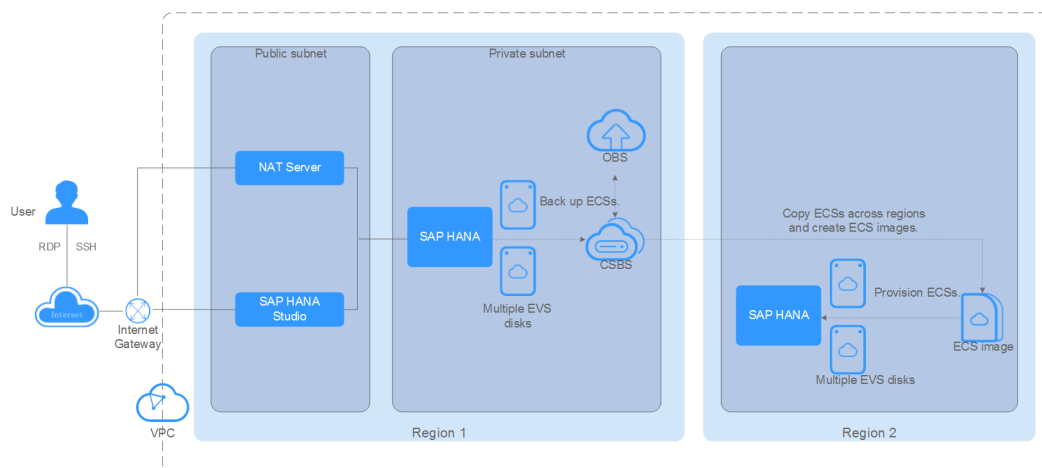 Public subnet
Private subnet
OBS
NAT Server
User
Back up ECSs.
RDP
SSH
SAP HANA
CSBS
Copy ECSs across regions
and create ECS images.
Internet
Internet
Gateway
SAP HANA
Studio
Multiple EVS
disks
Provision ECSs.
SAP HANA
ECS image
Multiple EVS disks
VPC
Region 1
Region 2